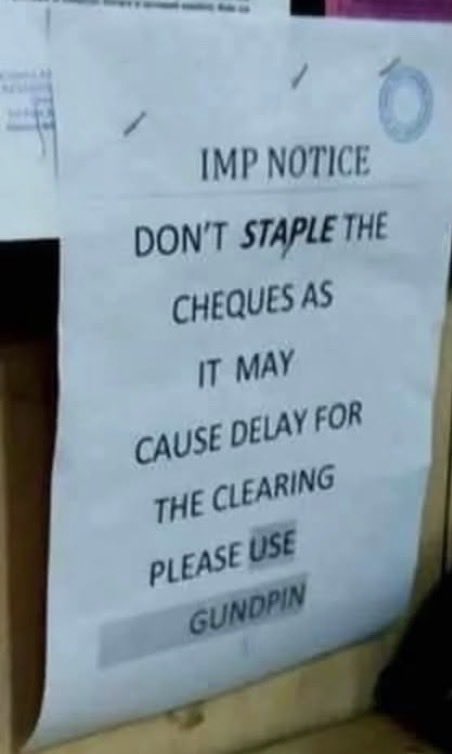 IMP NOTICE
DON'T STAPLE THE
CHEQUES AS
IT MAY
CAUSE DELAY FOR
THE CLEARING
PLEASE USE
GUNDPIN